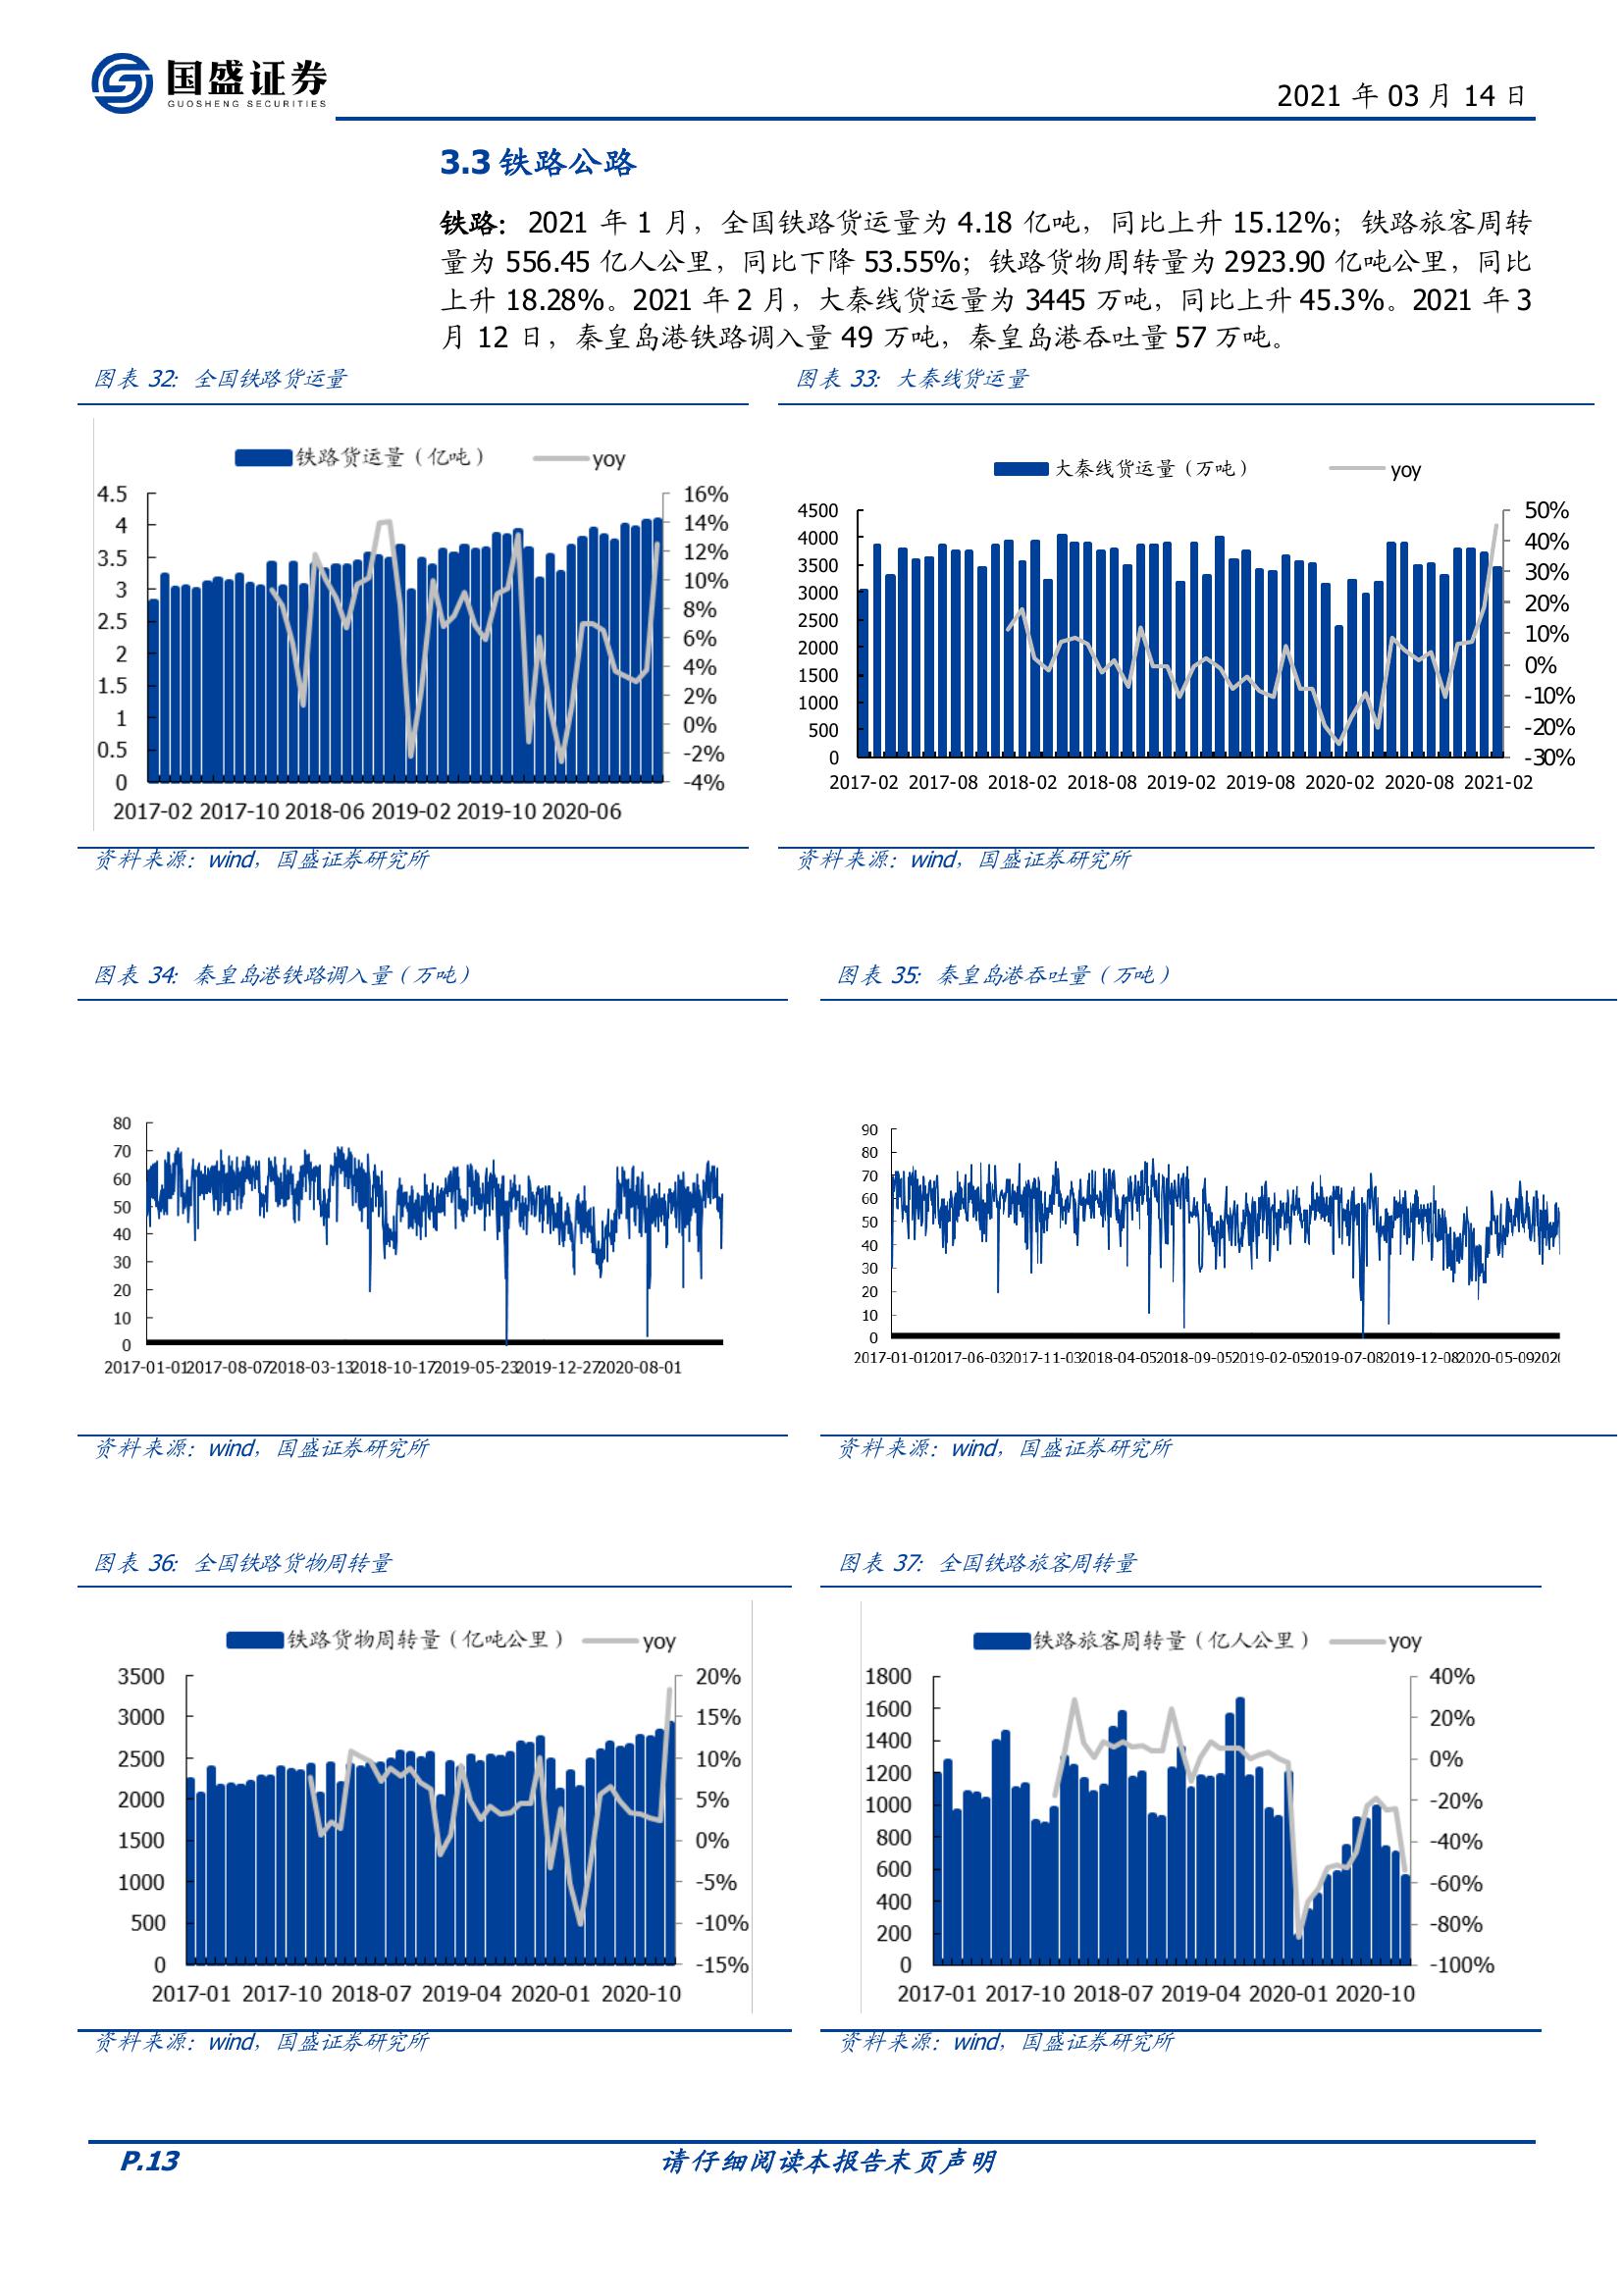 国盛证券
GUOSHENG SECURITIES
2021 年 03 月 14 日
3.3 铁路公路
铁路：2021 年 1 月，全国铁路货运量为 4.18 亿吨，同比上升 15.12%；铁路旅客周转
量为 556.45 亿人公里，同比下降 53.55%；铁路货物周转量为 2923.90 亿吨公里，同比
上升 18.28%。2021 年 2 月，大秦线货运量为 3445 万吨，同比上升 45.3%。2021 年 3
月 12 日，秦皇岛港铁路调入量 49 万吨，秦皇岛港吞吐量 57 万吨。
图表 32：全国铁路货运量
铁路货运量（亿吨） yoy
4.5 16%
4 14%
3.5 12%
3 10%
2.5 8%
2 6%
1.5 4%
1 2%
0.5 0%
0 -2%
-4%
2017-02 2017-10 2018-06 2019-02 2019-10 2020-06
资料来源：wind，国盛证券研究所
图表 33：大秦线货运量
大秦线货运量（万吨） yoy
4500 50%
4000 40%
3500 30%
3000 20%
2500 10%
2000 0%
1500 -10%
1000 -20%
500 -30%
0
2017-02 2017-08 2018-02 2018-08 2019-02 2019-08 2020-02 2020-08 2021-02
资料来源：wind，国盛证券研究所
图表 34：秦皇岛港铁路调入量（万吨）
80
70
60
50
40
30
20
10
0
2017-01-01 2017-08-07 2018-03-13 2018-10-17 2019-05-23 2019-12-27 2020-08-01
资料来源：wind，国盛证券研究所
图表 35：秦皇岛港吞吐量（万吨）
90
80
70
60
50
40
30
20
10
0
2017-01-01 2017-06-03 2017-11-03 2018-04-05 2018-09-05 2019-02-05 2019-07-08 2019-12-08 2020-05-09 2020
资料来源：wind，国盛证券研究所
图表 36：全国铁路货物周转量
铁路货物周转量（亿吨公里） yoy
3500 20%
3000 15%
2500 10%
2000 5%
1500 0%
1000 -5%
500 -10%
0 -15%
2017-01 2017-10 2018-07 2019-04 2020-01 2020-10
资料来源：wind，国盛证券研究所
图表 37：全国铁路旅客周转量
铁路旅客周转量（亿人公里） yoy
1800 40%
1600 20%
1400 0%
1200 -20%
1000 -40%
800 -60%
600 -80%
400 -100%
200
0
2017-01 2017-10 2018-07 2019-04 2020-01 2020-10
资料来源：wind，国盛证券研究所
P.13
请仔细阅读本报告末页声明